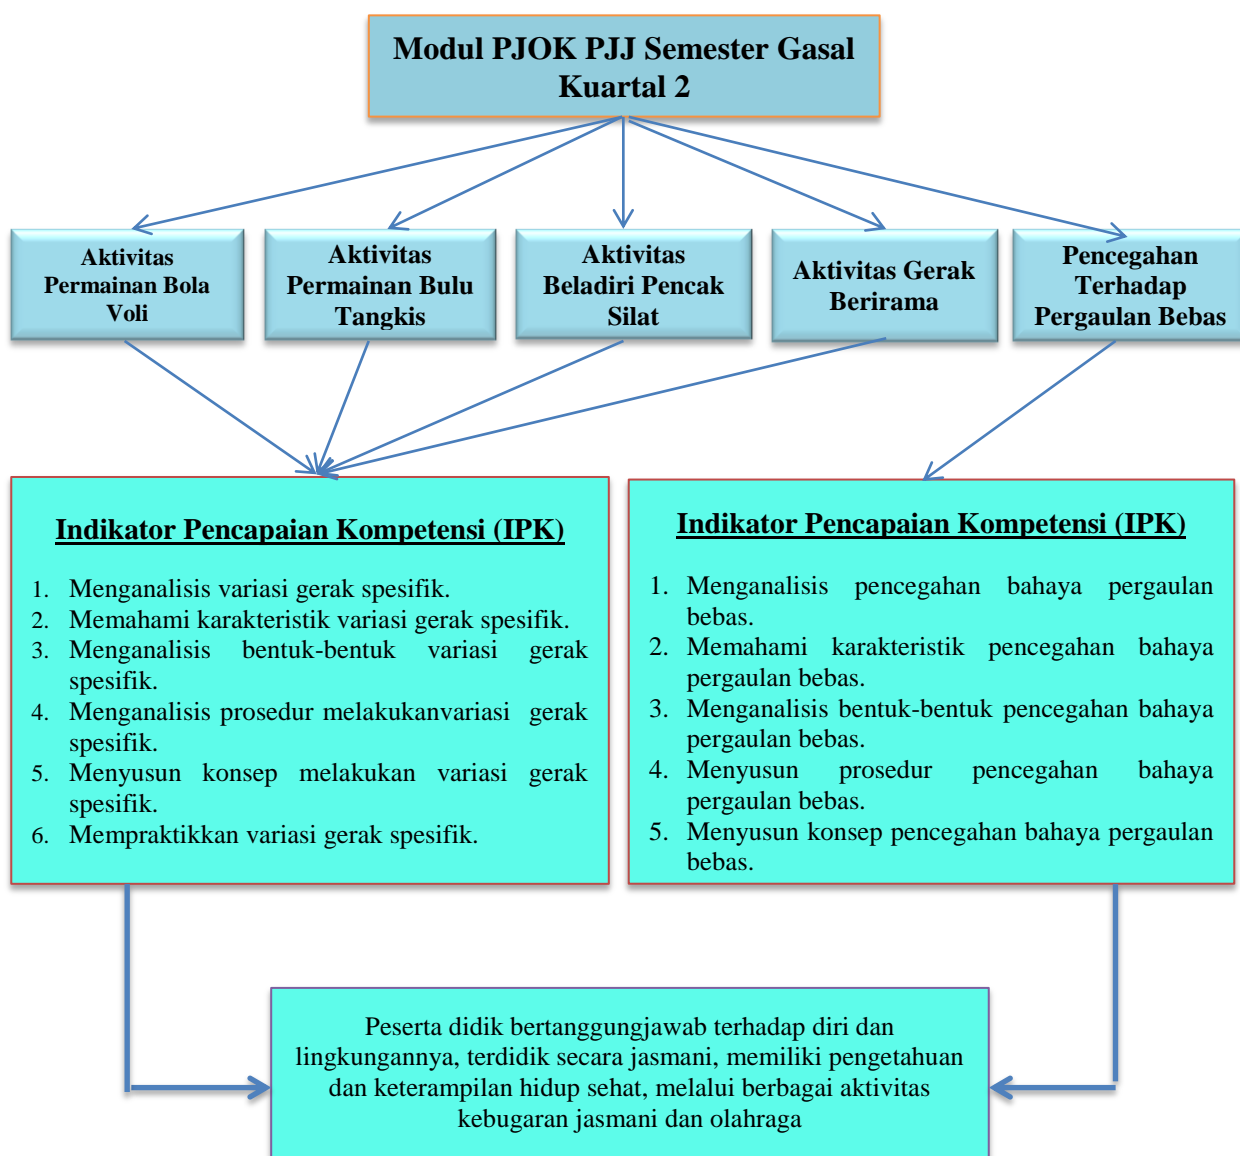 Modul PJOK PJJ Semester Gasal
Kuartal 2
Aktivitas
Permainan Bola
Voli
Aktivitas
Permainan Bulu
Tangkis
Aktivitas
Beladiri Pencak
Silat
Aktivitas Gerak
Berirama
Pencegahan
Terhadap
Pergaulan Bebas
Indikator Pencapaian Kompetensi (IPK)
1. Menganalisis variasi gerak spesifik.
2. Memahami karakteristik variasi gerak spesifik.
3. Menganalisis bentuk-bentuk variasi gerak
spesifik.
4. Menganalisis prosedur melakukanvariasi gerak
spesifik.
5. Menyusun konsep melakukan variasi gerak
spesifik.
6. Mempraktikkan variasi gerak spesifik.
Indikator Pencapaian Kompetensi (IPK)
1. Menganalisis pencegahan bahaya pergaulan
bebas.
2. Memahami karakteristik pencegahan bahaya
pergaulan bebas.
3. Menganalisis bentuk-bentuk pencegahan bahaya
pergaulan bebas.
4. Menyusun prosedur pencegahan bahaya
pergaulan bebas.
5. Menyusun konsep pencegahan bahaya pergaulan
bebas.
Peserta didik bertanggungjawab terhadap diri dan
lingkungannya, terdidik secara jasmani, memiliki pengetahuan
dan keterampilan hidup sehat, melalui berbagai aktivitas
kebugaran jasmani dan olahraga